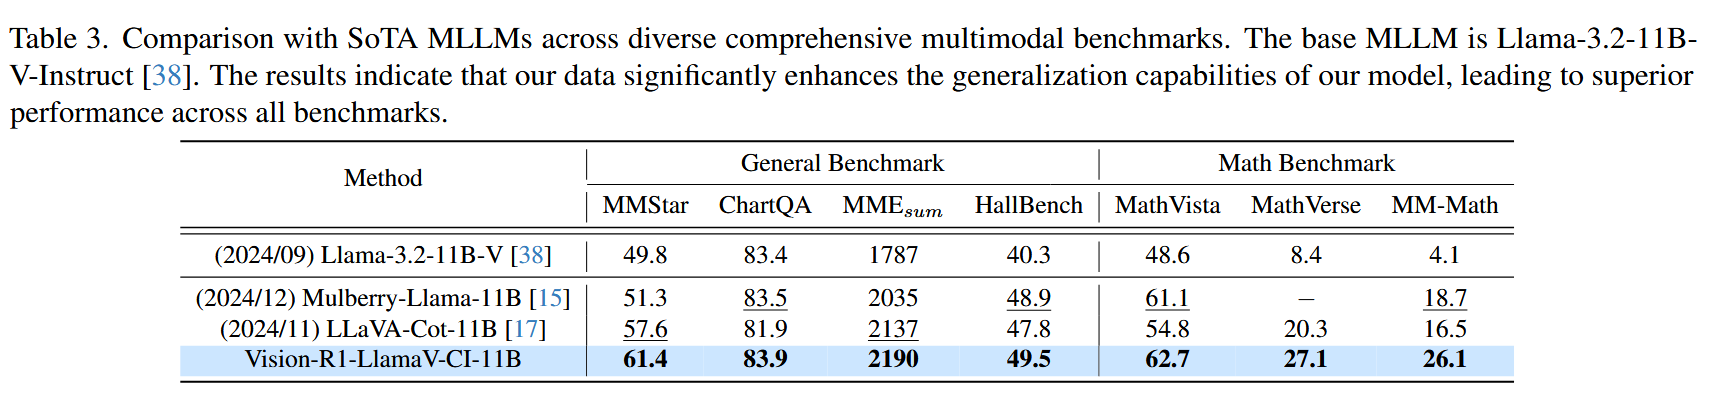 Table 3. Comparison with SoTA MLLMs across diverse comprehensive multimodal benchmarks. The base MLLM is Llama-3.2-11B-
V-Instruct [38]. The results indicate that our data significantly enhances the generalization capabilities of our model, leading to superior
performance across all benchmarks.
Method General Benchmark Math Benchmark
MMStar ChartQA MMEsum HallBench MathVista MathVerse MM-Math
(2024/09) Llama-3.2-11B-V [38] 49.8 83.4 1787 40.3 48.6 8.4 4.1
(2024/12) Mulberry-Llama-11B [15] 51.3 83.5 2035 48.9 61.1 – 18.7
(2024/11) LLaVA-Cot-11B [17] 57.6 81.9 2137 47.8 54.8 20.3 16.5
Vision-R1-LlamaV-CI-11B 61.4 83.9 2190 49.5 62.7 27.1 26.1